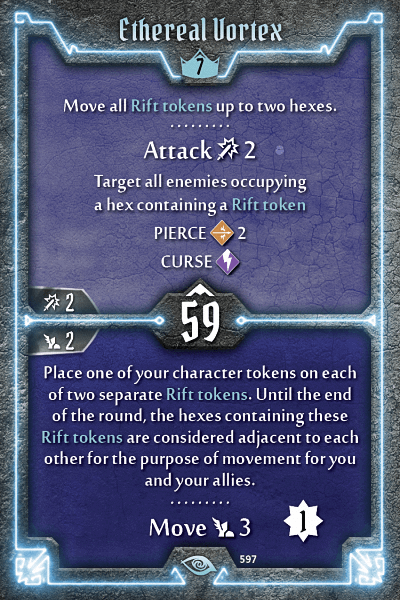 Ethereal Vortex
7
Move all Rift tokens up to two hexes.
Attack 2
Target all enemies occupying
a hex containing a Rift token
PIERCE 2
CURSE
2
59
2
Place one of your character tokens on each
of two separate Rift tokens. Until the end
of the round, the hexes containing these
Rift tokens are considered adjacent to each
other for the purpose of movement for you
and your allies.
Move 3
1
597